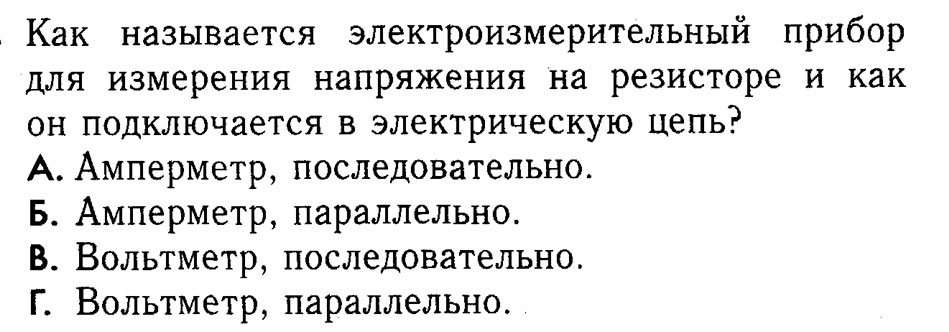 Как называется электроизмерительный прибор
для измерения напряжения на резисторе и как
он подключается в электрическую цепь?
А. Амперметр, последовательно.
Б. Амперметр, параллельно.
В. Вольтметр, последовательно.
Г. Вольтметр, параллельно.